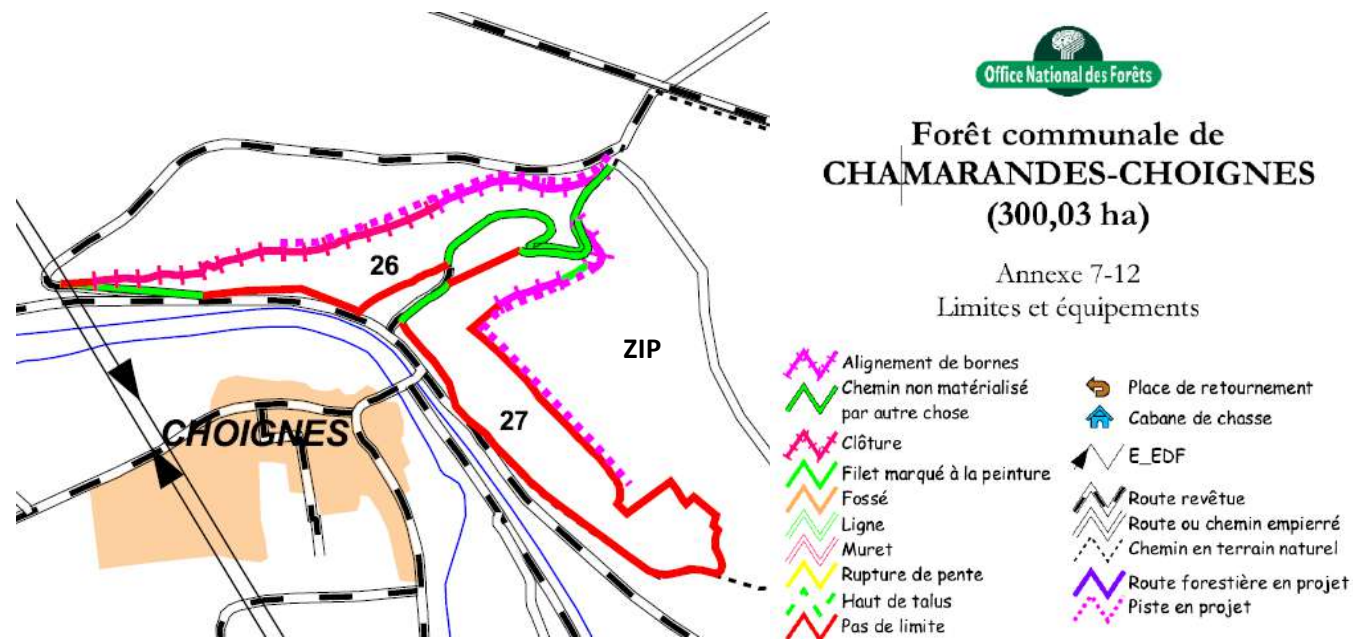 26
27
ZIP
CHOIGNES
Office National des Forêts
Forêt communale de
CHAMARANDES-CHOIGNES
(300,03 ha)
Annexe 7-12
Limites et équipements
Alignement de bornes
Chemin non matérialisé
par autre chose
Clôture
Filet marqué à la peinture
Fossé
Ligne
Muret
Rupture de pente
Haut de talus
Pas de limite
Place de retournement
Cabane de chasse
E_EDF
Route revêtue
Route ou chemin empierré
Chemin en terrain naturel
Route forestière en projet
Piste en projet